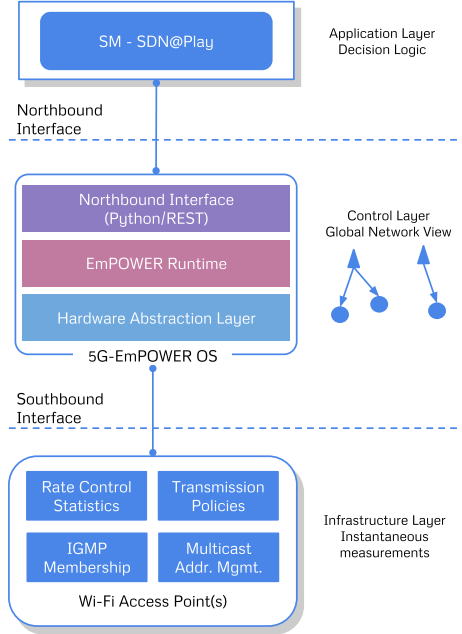 SM - SDN@Play
Application Layer
Decision Logic
Northbound
Interface
Northbound Interface
(Python/REST)
EmPOWER Runtime
Hardware Abstraction Layer
5G-EmPOWER OS
Control Layer
Global Network View
Southbound
Interface
Rate Control
Statistics
Transmission
Policies
IGMP
Membership
Multicast
Addr. Mgmt.
Wi-Fi Access Point(s)
Infrastructure Layer
Instantaneous
measurements